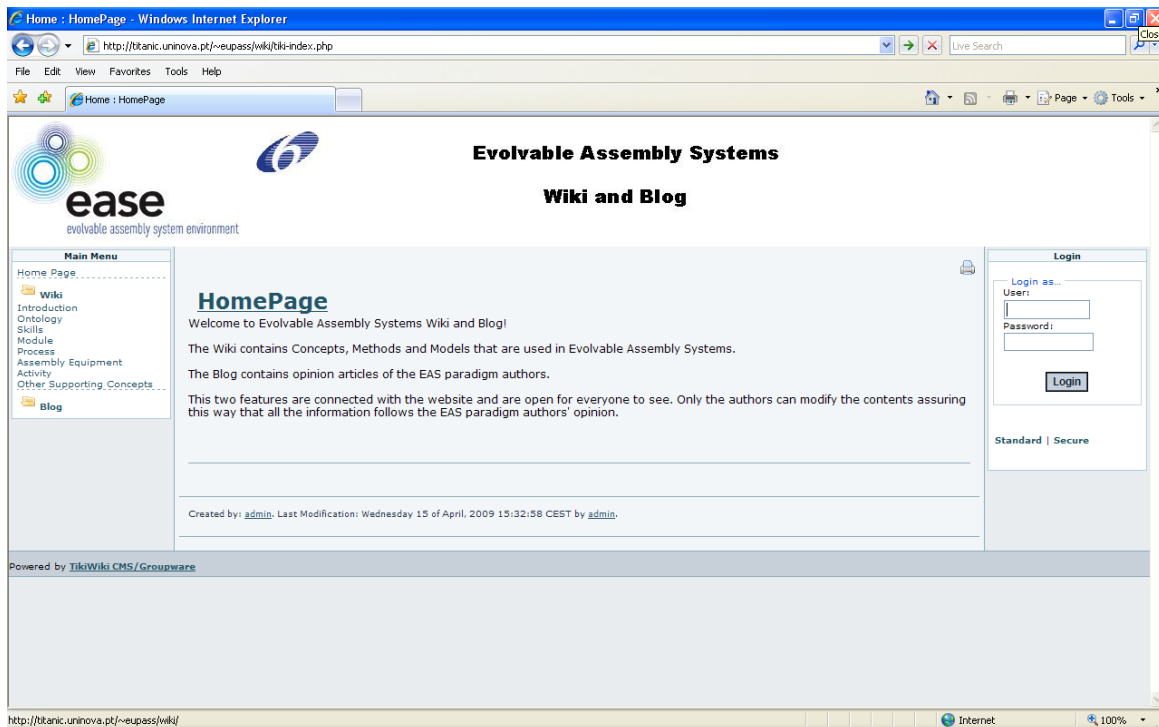 Home : HomePage - Windows Internet Explorer
Clos
http://titanic.uninova.pt/~eupass/wiki/tiki-index.php
Live Search
File Edit View Favorites Tools Help
Home : HomePage
Page Tools
ease
evolvable assembly system environment
6
Evolvable Assembly Systems
Wiki and Blog
Main Menu
Home Page
Wiki
Introduction
Ontology
Skills
Module
Process
Assembly Equipment
Activity
Other Supporting Concepts
Blog
HomePage
Welcome to Evolvable Assembly Systems Wiki and Blog!
The Wiki contains Concepts, Methods and Models that are used in Evolvable Assembly Systems.
The Blog contains opinion articles of the EAS paradigm authors.
This two features are connected with the website and are open for everyone to see. Only the authors can modify the contents assuring
this way that all the information follows the EAS paradigm authors' opinion.
Created by: admin. Last Modification: Wednesday 15 of April, 2009 15:32:58 CEST by admin.
Login
Login as...
User:
Password:
Login
Standard | Secure
Powered by TikiWiki CMS/Groupware
http://titanic.uninova.pt/~eupass/wiki/
Internet
100%